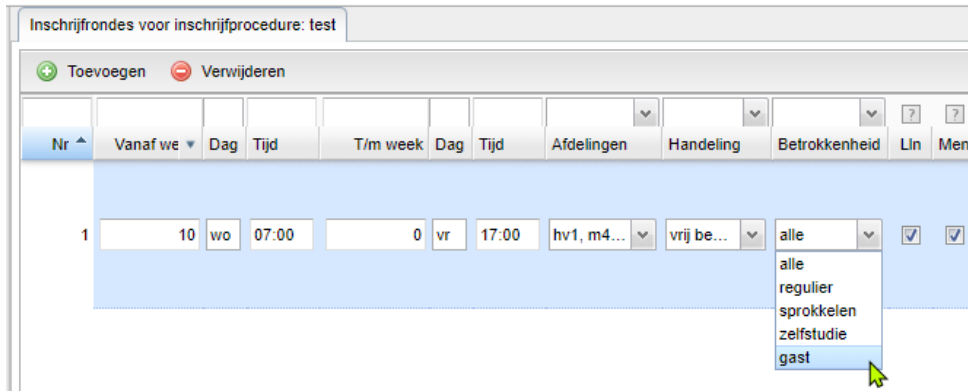 Inschrijfrondes voor inschrijfprocedure: test
Toevoegen Verwijderen
? ?
Nr Vanaf we Dag Tijd T/m week Dag Tijd Afdelingen Handeling Betrokkenheid Lln Men
1 10 wo 07:00 0 vr 17:00 hv1, m4... vrij be... alle
alle
regulier
sprokkelen
zelfstudie
gast